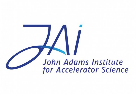 JAi
John Adams Institute
for Accelerator Science